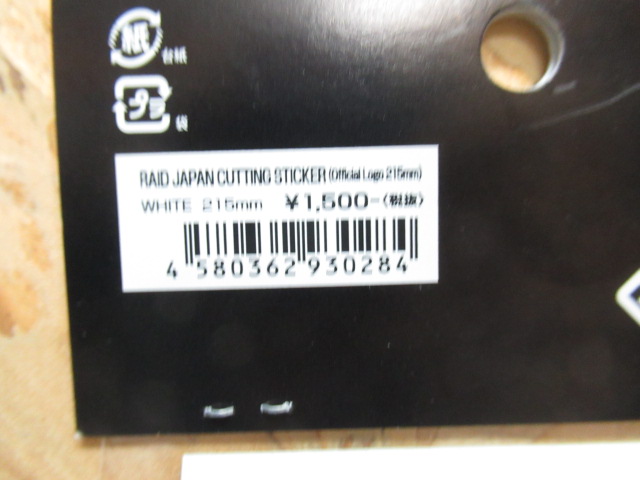 紙
台紙
プラ
袋
RAID JAPAN CUTTING STICKER (Official Logo 215mm)
WHITE 215mm ¥1,500-〈税抜〉
4 580362 930284